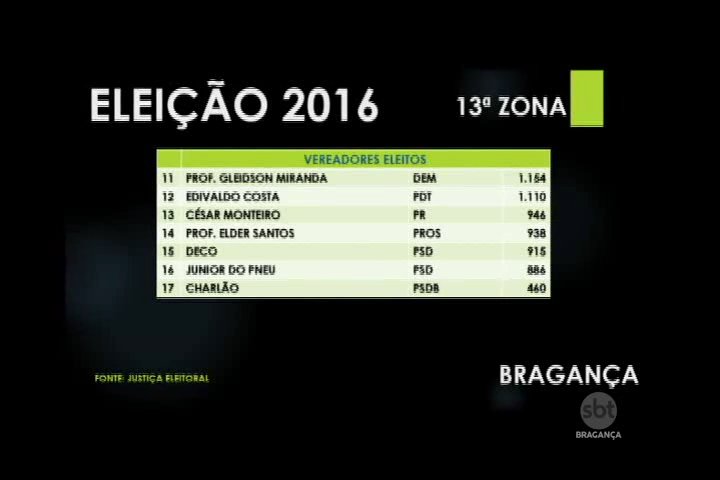 ELEIÇÃO 2016
13ª ZONA
VEREADORES ELEITOS
11 PROF. GLEIDSON MIRANDA DEM 1.154
12 EDIVALDO COSTA PDT 1.110
13 CÉSAR MONTEIRO PR 946
14 PROF. ELDER SANTOS PROS 938
15 DECO PSD 915
16 JUNIOR DO PNEU PSD 886
17 CHARLÃO PSDB 460
FONTE: JUSTIÇA ELEITORAL
BRAGANÇA
sbt
BRAGANÇA